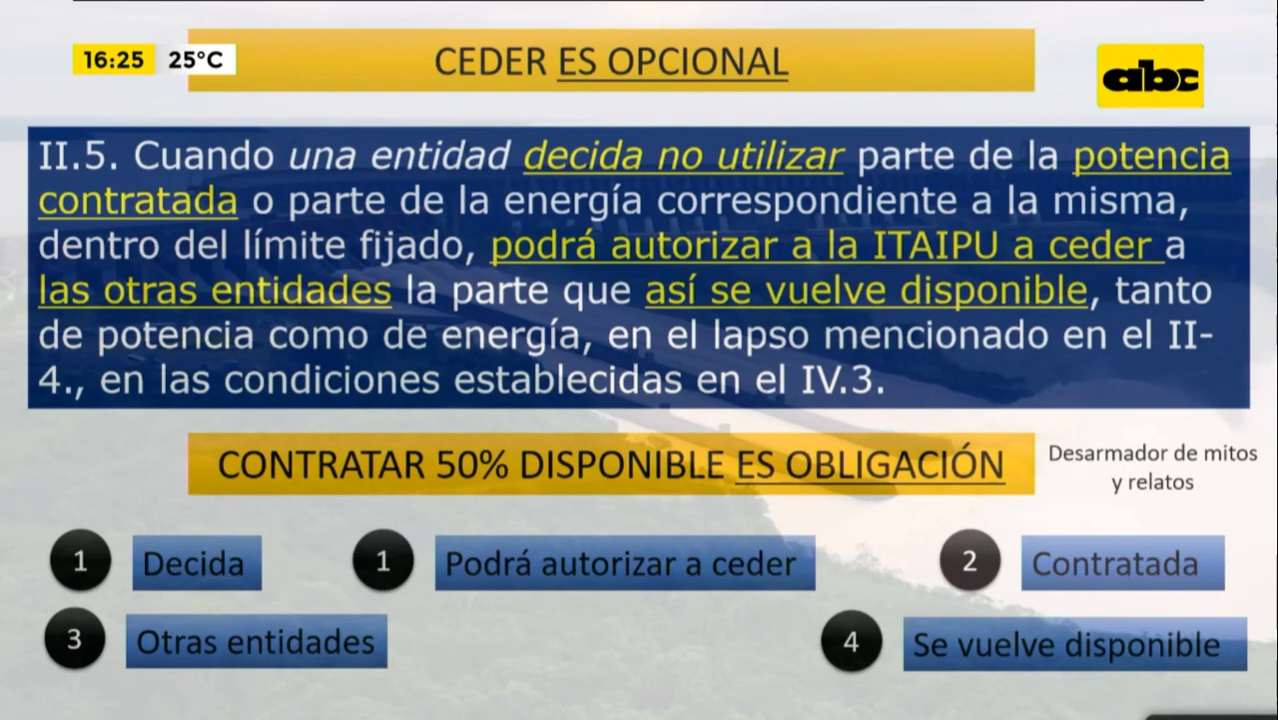 16:25 25°C
CEDER ES OPCIONAL
abc
II.5. Cuando una entidad decida no utilizar parte de la potencia
contratada o parte de la energía correspondiente a la misma,
dentro del límite fijado, podrá autorizar a la ITAIPU a ceder a
las otras entidades la parte que así se vuelve disponible, tanto
de potencia como de energía, en el lapso mencionado en el II-
4., en las condiciones establecidas en el IV.3.
CONTRATAR 50% DISPONIBLE ES OBLIGACIÓN
Desarmador de mitos
y relatos
1 Decida
1 Podrá autorizar a ceder
2 Contratada
3 Otras entidades
4 Se vuelve disponible